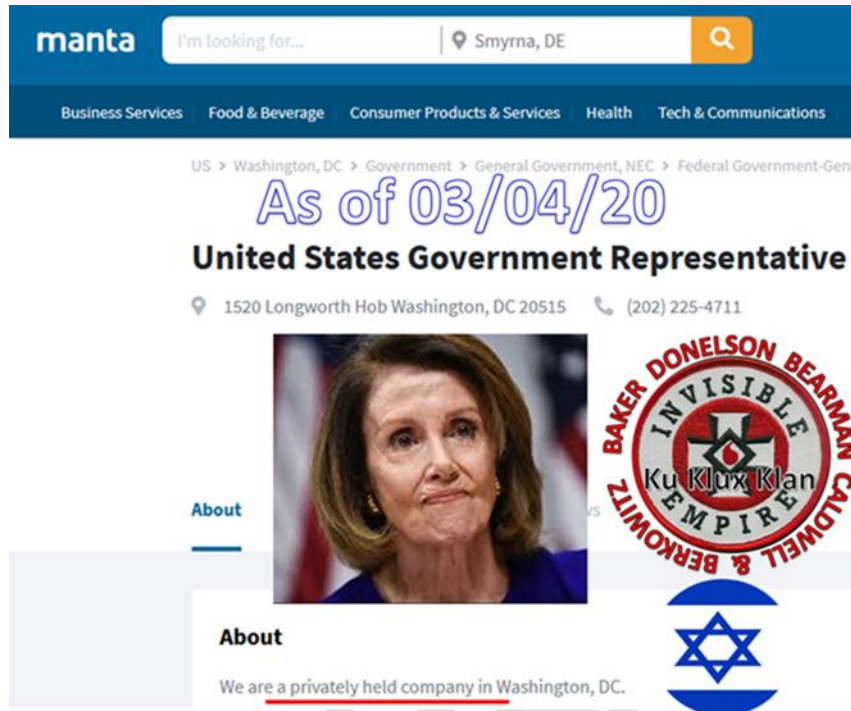 manta
I'm looking for...
Smyrna, DE
Business Services Food & Beverage Consumer Products & Services Health Tech & Communications
US > Washington, DC > Government > General Government, NEC > Federal Government-Gen
As of 03/04/20
United States Government Representative
1520 Longworth Hob Washington, DC 20515 (202) 225-4711
BAKER DONELSON BEARMAN CALDWELL & BERKOWITZ
INVISIBLE
Ku Klux Klan
EMPIRE
About
About
We are a privately held company in Washington, DC.